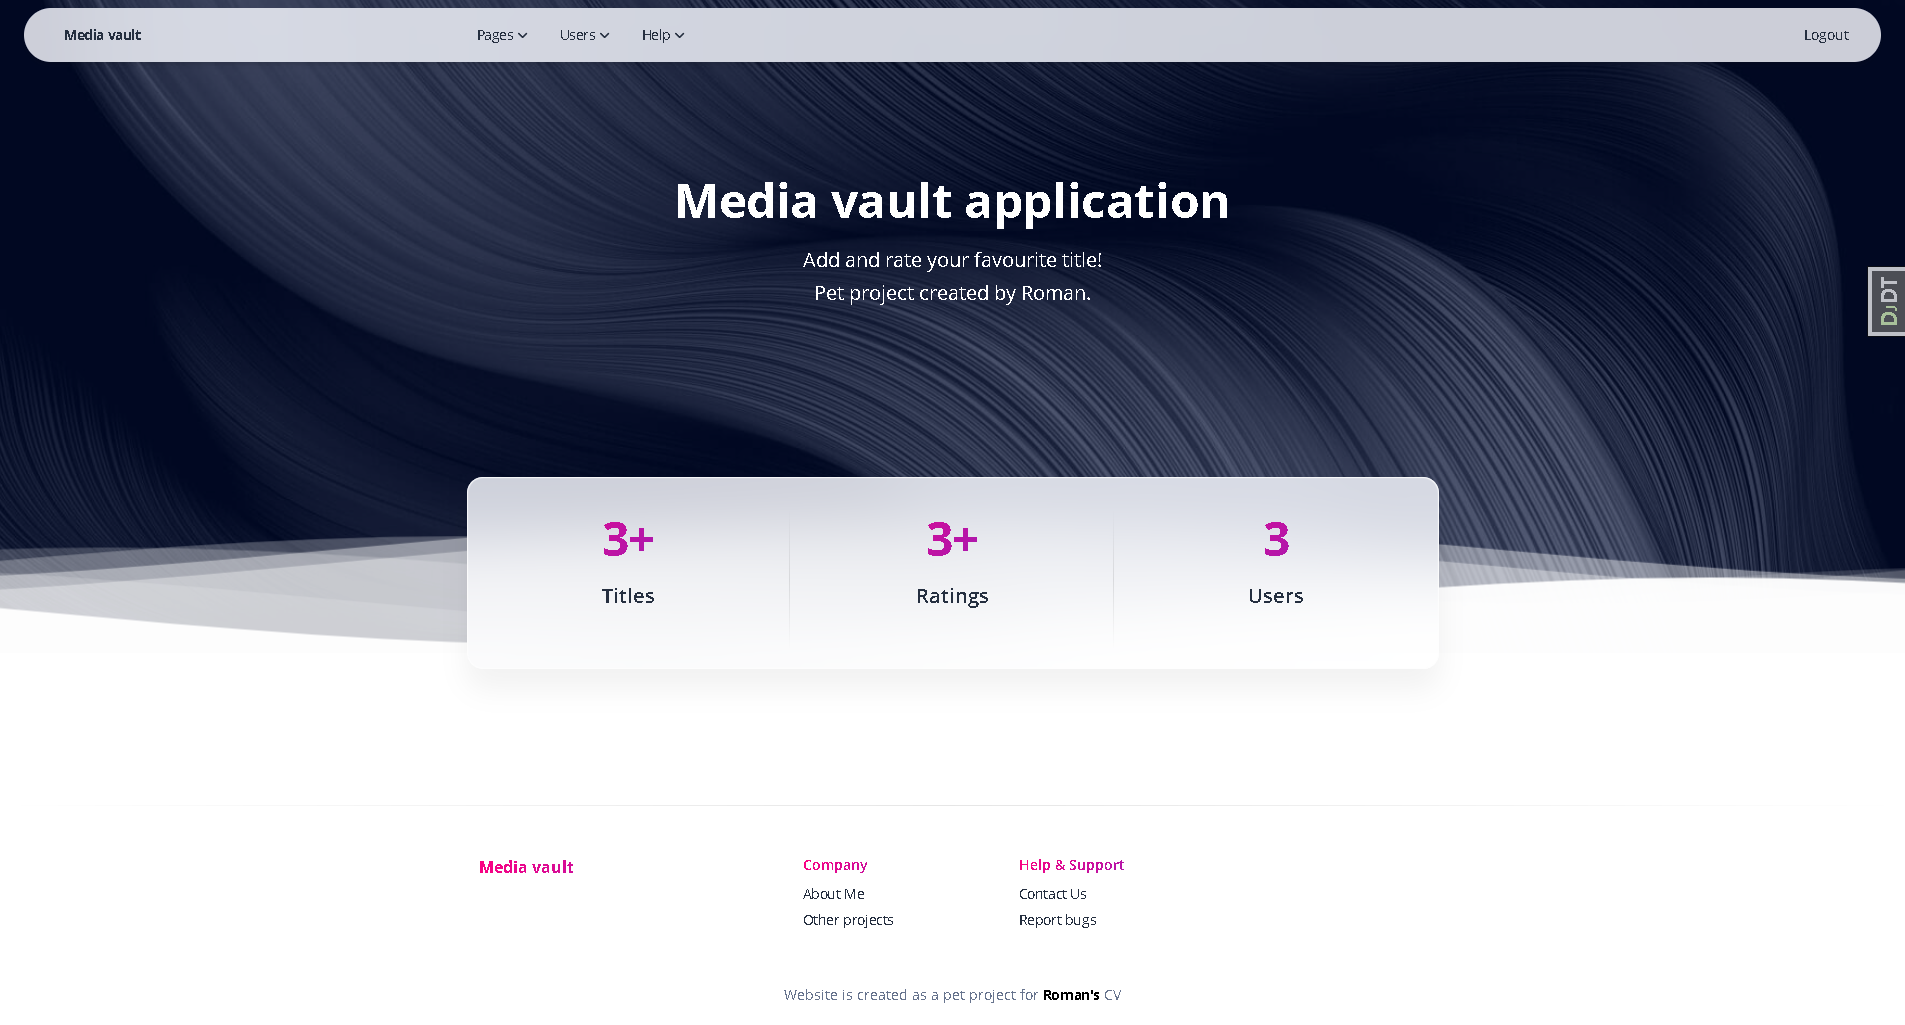 Media vault
Pages
Users
Help
Logout
Media vault application
Add and rate your favourite title!
Pet project created by Roman.
DJDT
3+
3+
3
Titles
Ratings
Users
Media vault
Company
About Me
Other projects
Help & Support
Contact Us
Report bugs
Website is created as a pet project for Roman's CV